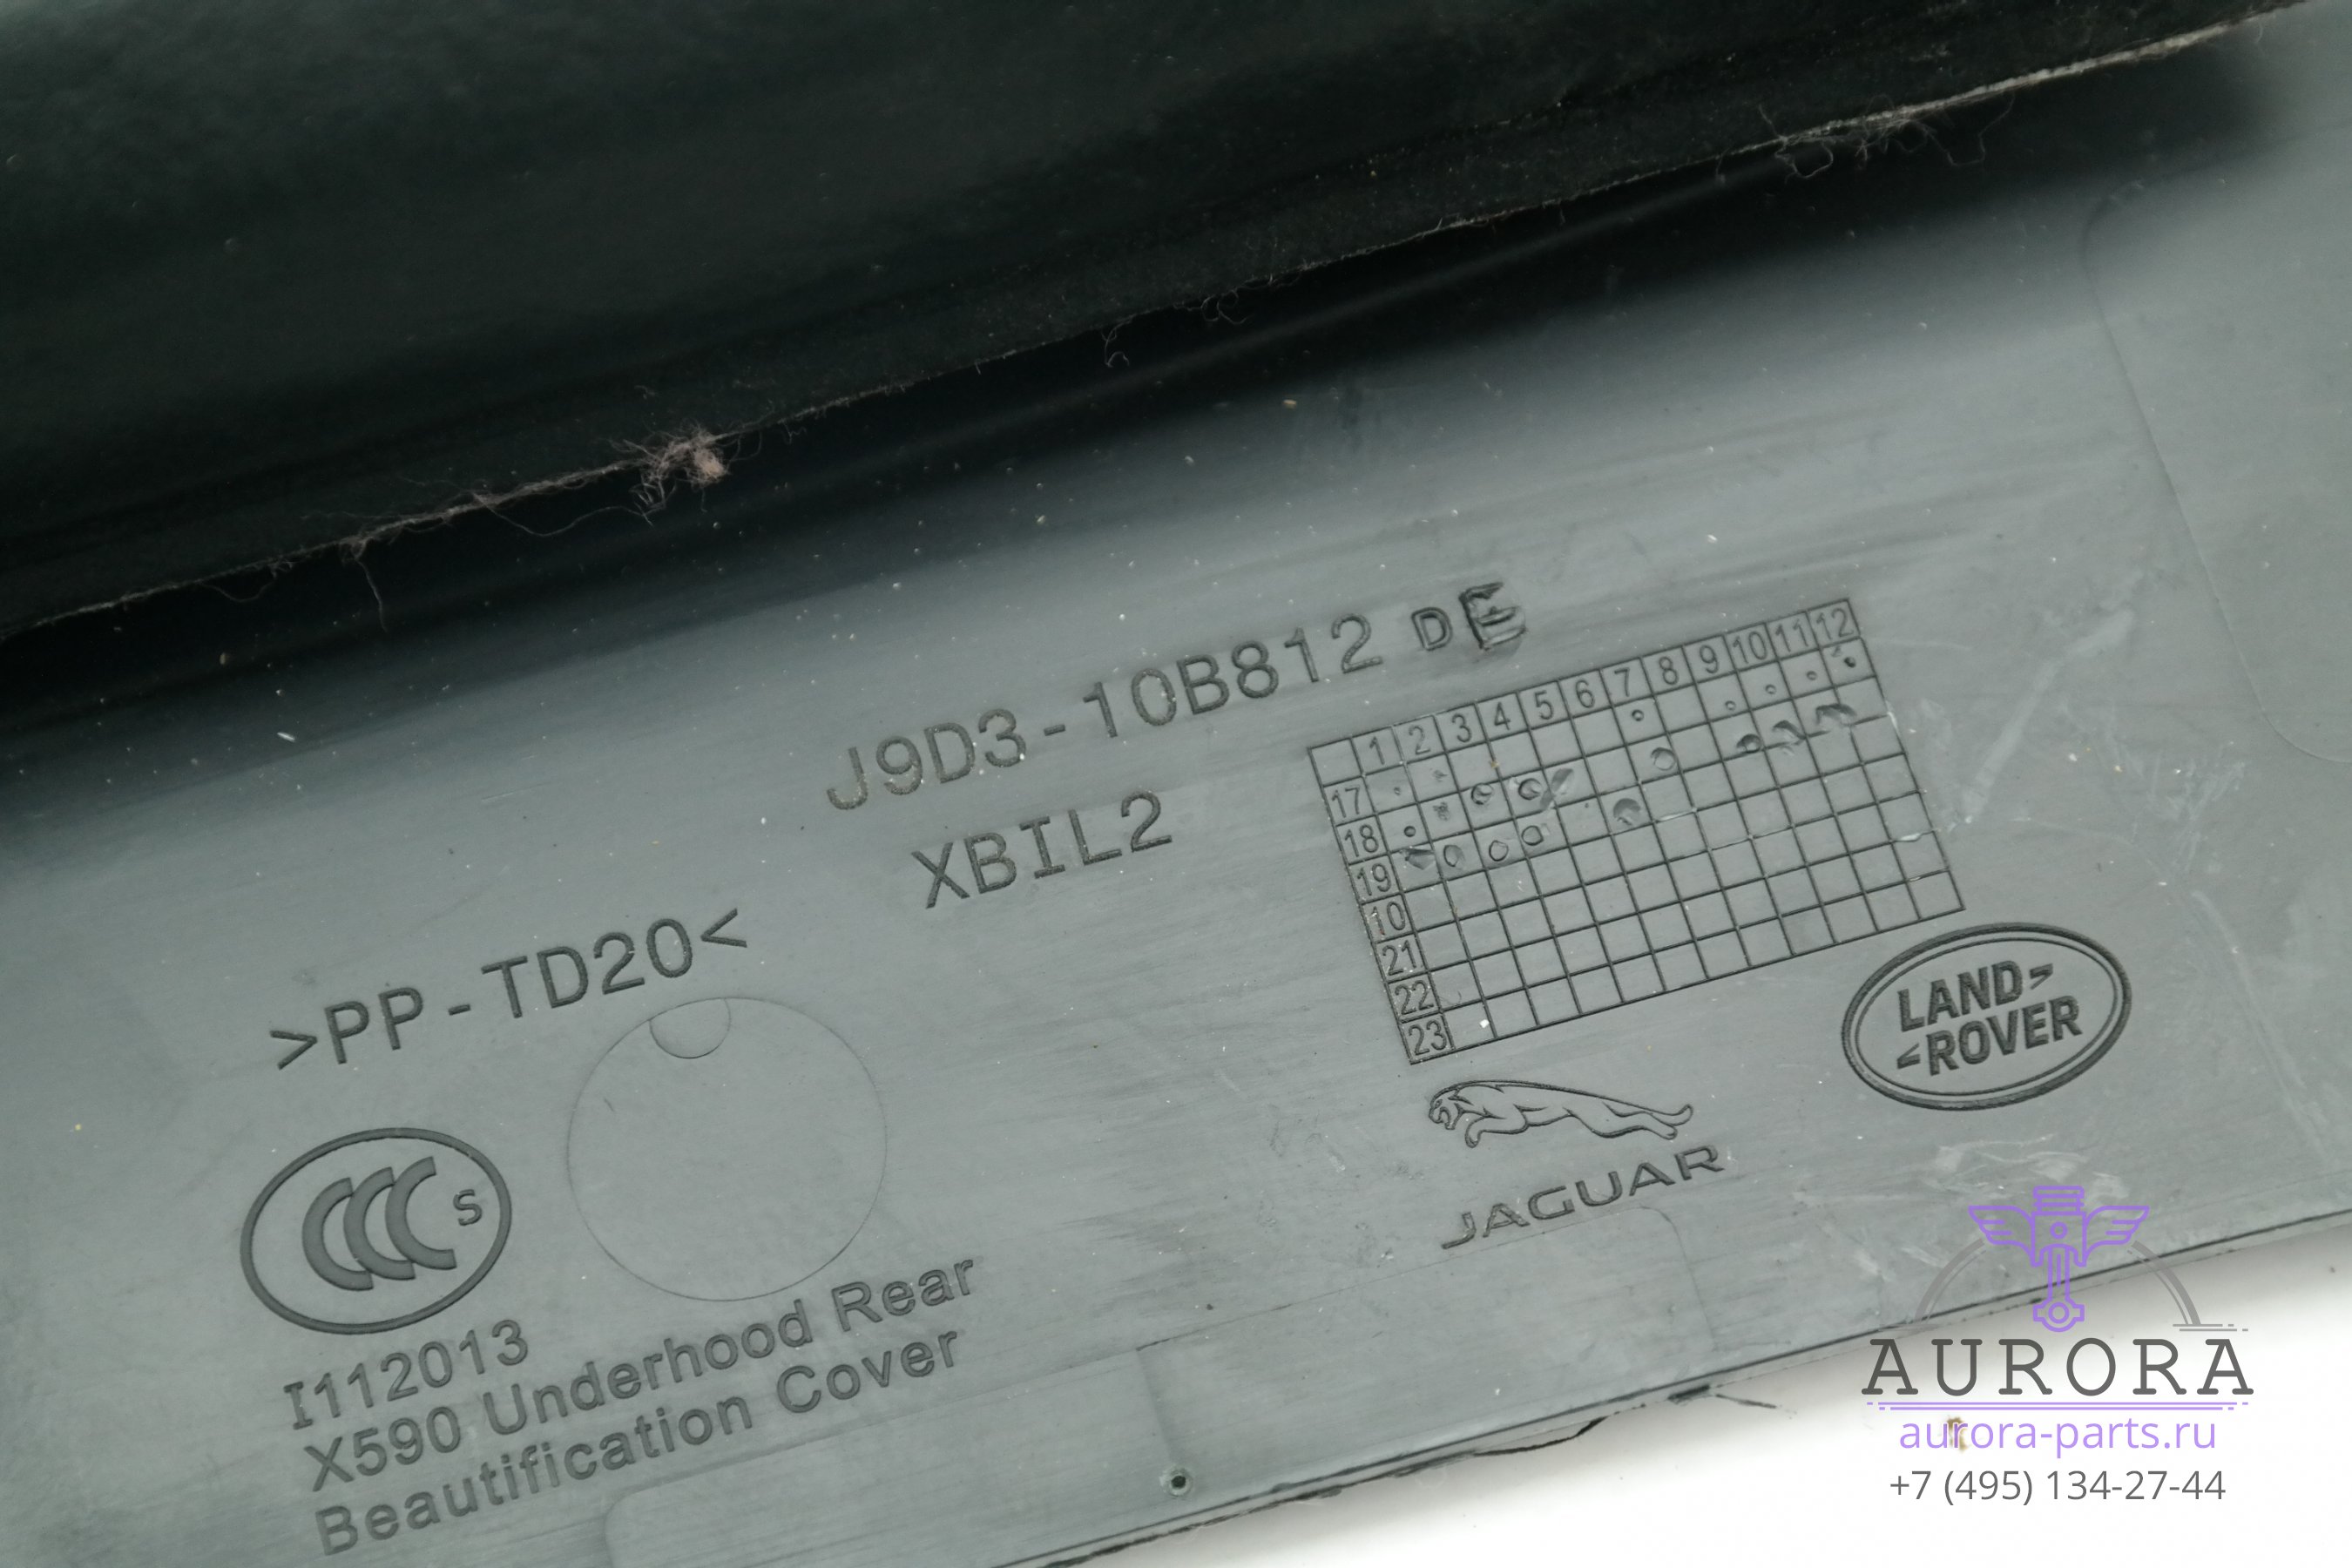 J9D3-10B812 DE
XBIL2
>PP-TD20<
1 2 3 4 5 6 7 8 9 10 11 12
17
18
19
10
21
22
23
LAND
ROVER
JAGUAR
CCC S
I112013
X590 Underhood Rear
Beautification Cover
AURORA
aurora-parts.ru
+7 (495) 134-27-44